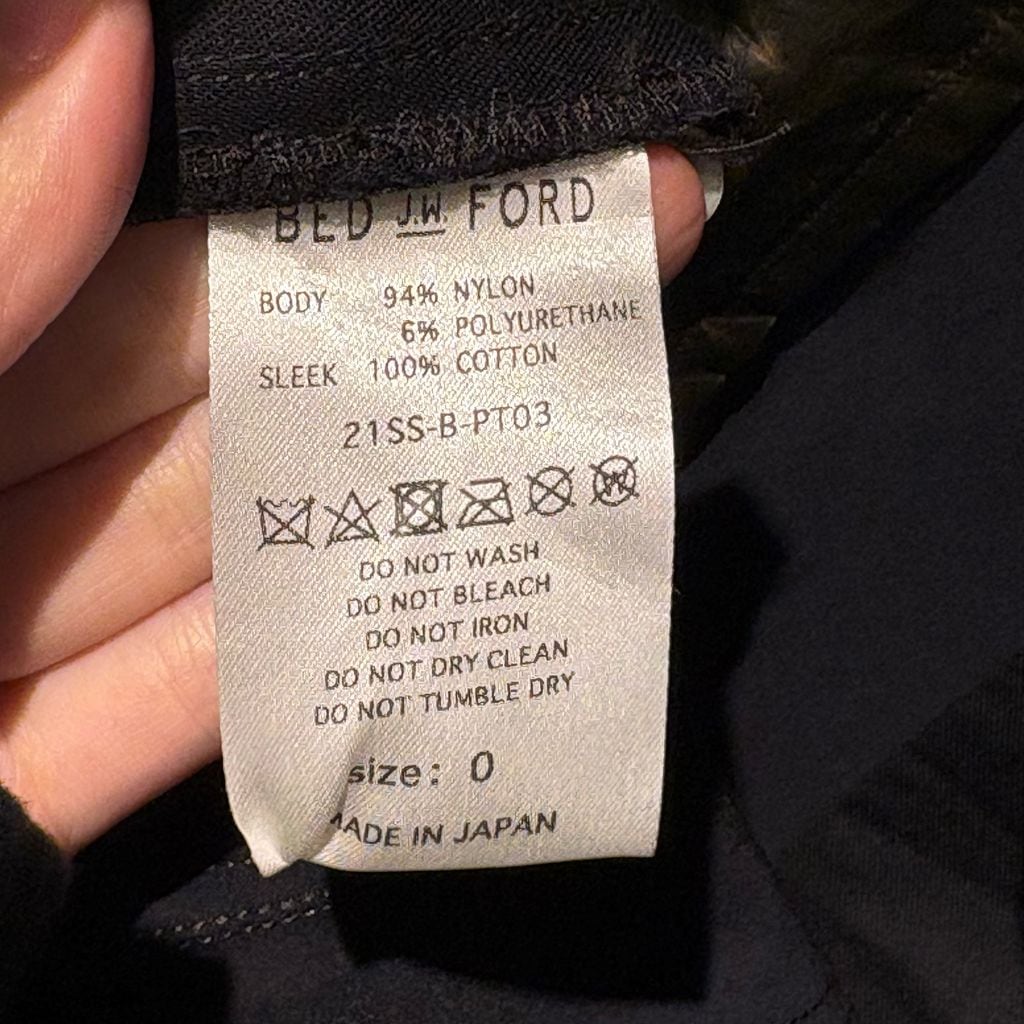 BED J.W. FORD
BODY 94% NYLON
6% POLYURETHANE
SLEEK 100% COTTON
21SS-B-PT03
W
DO NOT WASH
DO NOT BLEACH
DO NOT IRON
DO NOT DRY CLEAN
DO NOT TUMBLE DRY
size: 0
MADE IN JAPAN